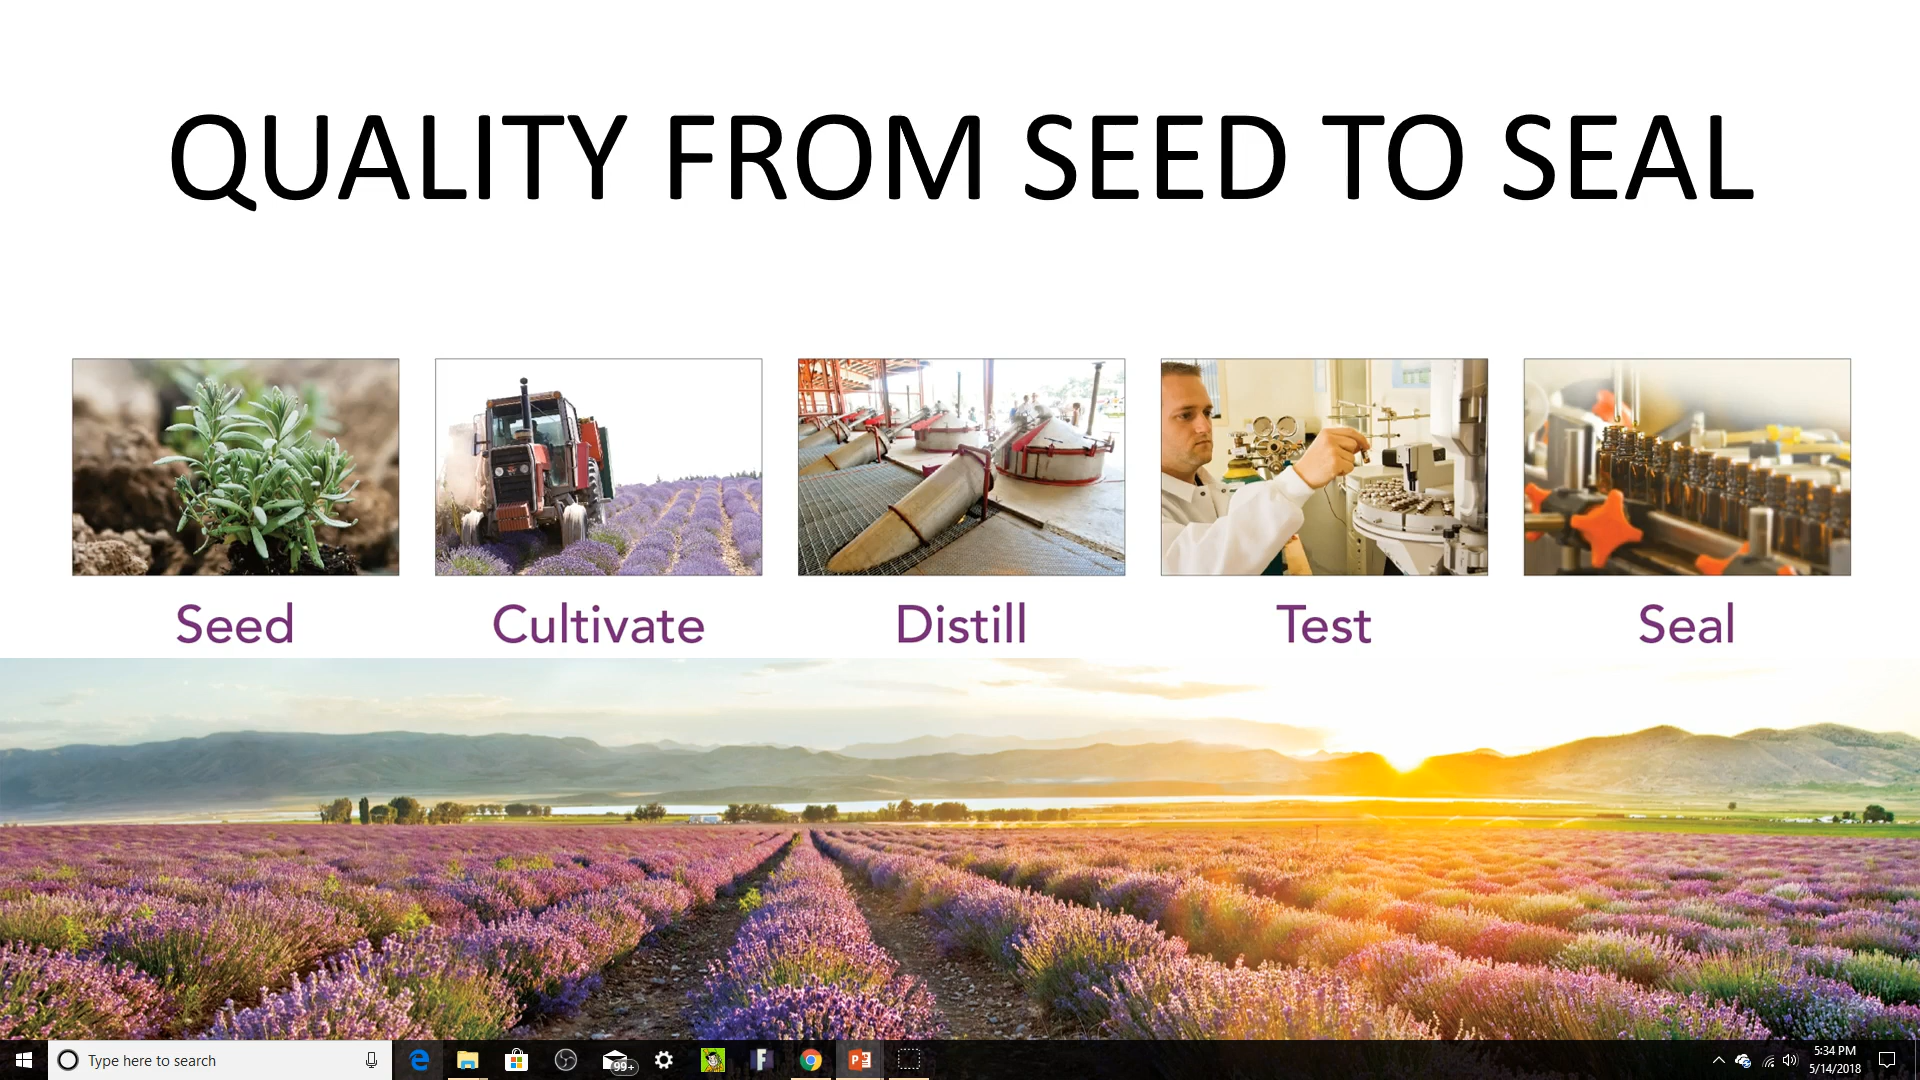 QUALITY FROM SEED TO SEAL
Seed
Cultivate
Distill
Test
Seal
Type here to search
99+
5:34 PM
5/14/2018